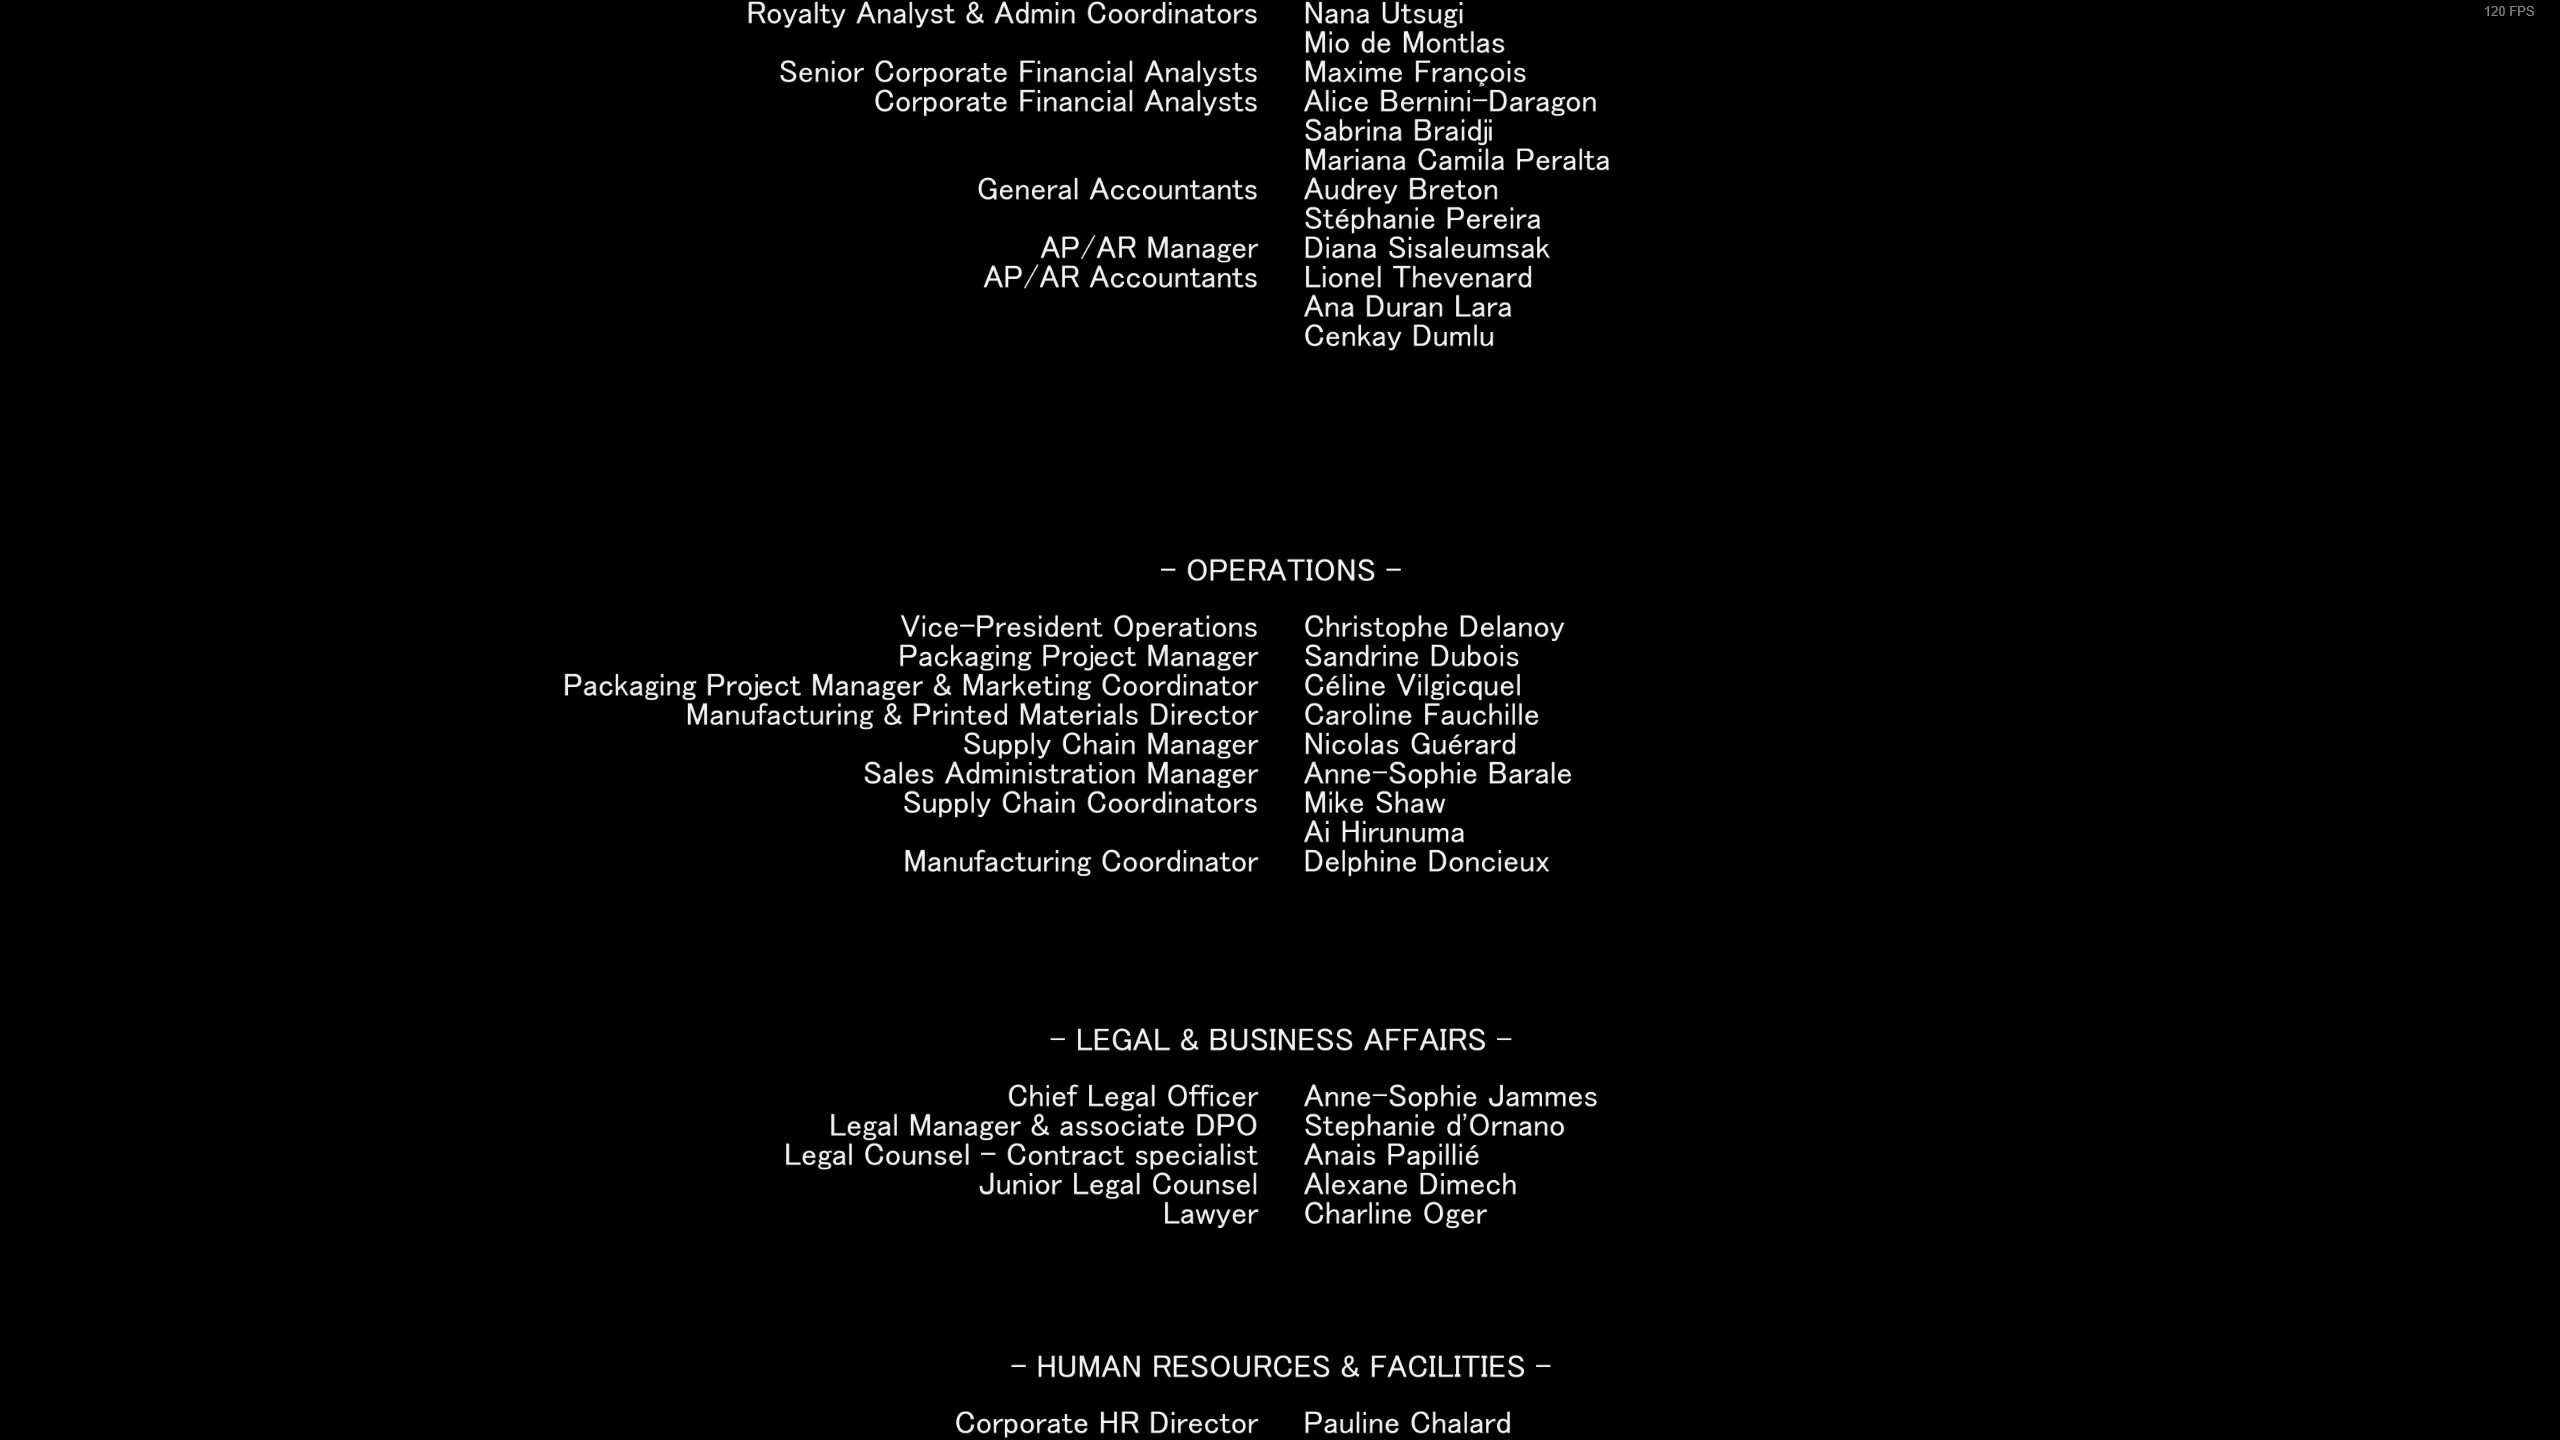 120 FPS
Royalty Analyst & Admin Coordinators Nana Utsugi
Mio de Montlas
Senior Corporate Financial Analysts Maxime François
Corporate Financial Analysts Alice Bernini-Daragon
Sabrina Braidji
Mariana Camila Peralta
General Accountants Audrey Breton
Stéphanie Pereira
AP/AR Manager Diana Sisaleumsak
AP/AR Accountants Lionel Thevenard
Ana Duran Lara
Cenkay Dumlu
- OPERATIONS -
Vice-President Operations Christophe Delanoy
Packaging Project Manager Sandrine Dubois
Packaging Project Manager & Marketing Coordinator Céline Vilgicquel
Manufacturing & Printed Materials Director Caroline Fauchille
Supply Chain Manager Nicolas Guérard
Sales Administration Manager Anne-Sophie Barale
Supply Chain Coordinators Mike Shaw
Ai Hirunuma
Manufacturing Coordinator Delphine Doncieux
- LEGAL & BUSINESS AFFAIRS -
Chief Legal Officer Anne-Sophie Jammes
Legal Manager & associate DPO Stephanie d'Ornano
Legal Counsel - Contract specialist Anais Papillié
Junior Legal Counsel Alexane Dimech
Lawyer Charline Oger
- HUMAN RESOURCES & FACILITIES -
Corporate HR Director Pauline Chalard